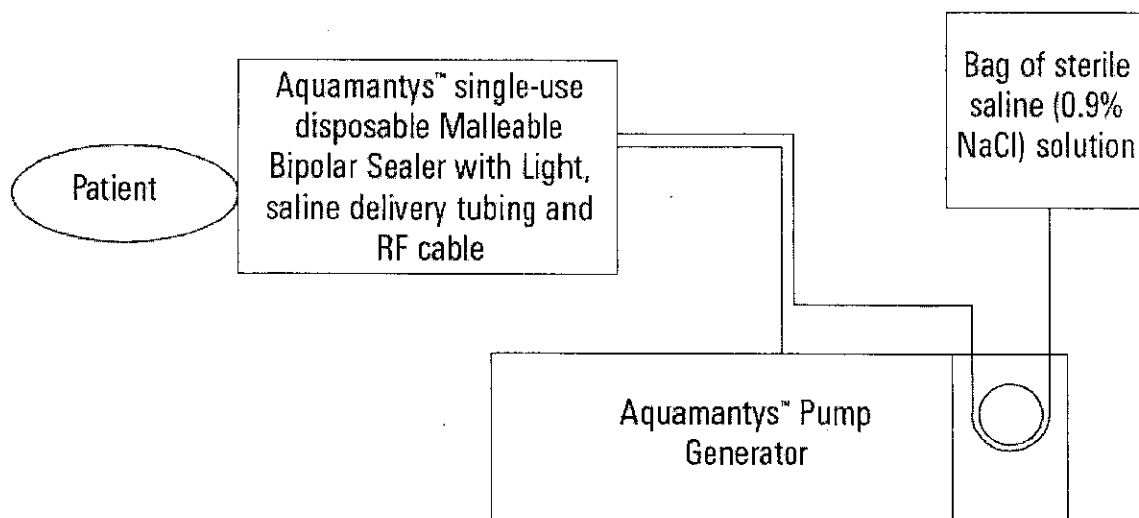 Patient
Aquamantys™ single-use
disposable Malleable
Bipolar Sealer with Light,
saline delivery tubing and
RF cable
Bag of sterile
saline (0.9%
NaCl) solution
Aquamantys™ Pump
Generator